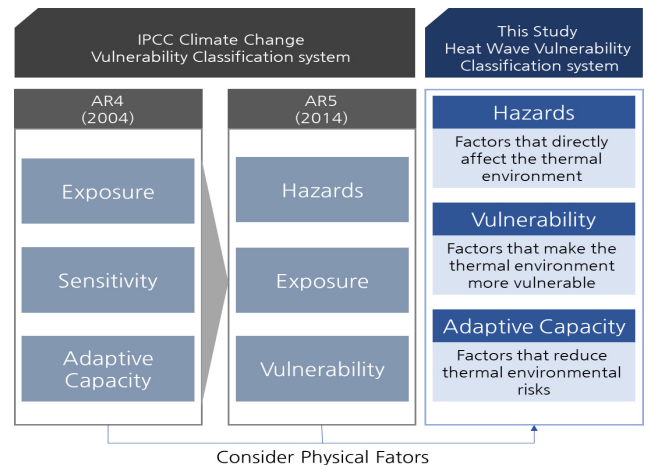 IPCC Climate Change
Vulnerability Classification system
This Study
Heat Wave Vulnerability
Classification system
AR4
(2004)
Exposure
Sensitivity
Adaptive
Capacity
AR5
(2014)
Hazards
Exposure
Vulnerability
Hazards
Factors that directly
affect the thermal
environment
Vulnerability
Factors that make the
thermal environment
more vulnerable
Adaptive Capacity
Factors that reduce
thermal environmental
risks
Consider Physical Fators